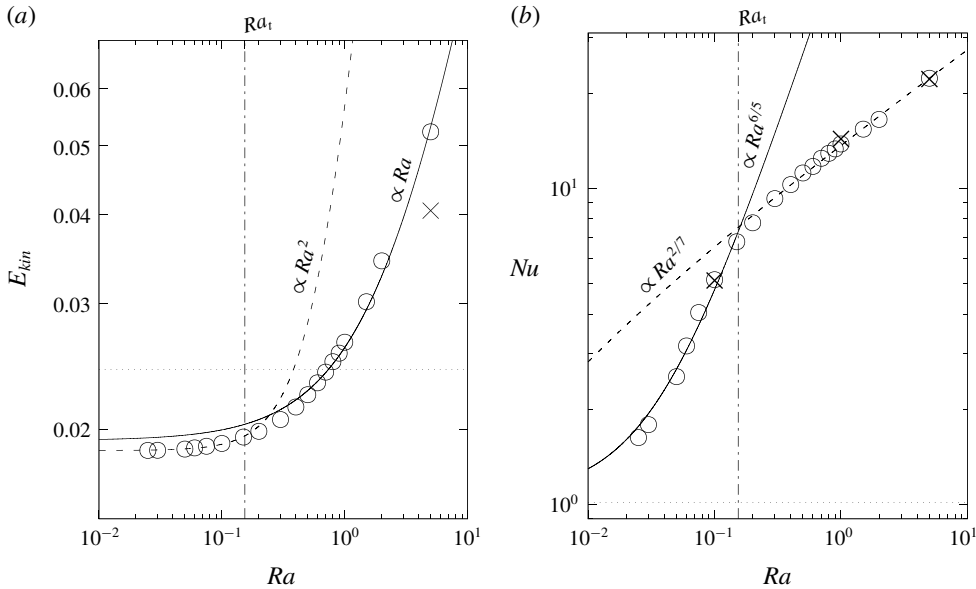 (a)
Ra_t
0.06
0.05
0.04
0.03
0.02
E_kin
∝ Ra
∝ Ra^2
10^−2
10^−1
10^0
10^1
Ra
(b)
Ra_t
10^1
10^0
Nu
∝ Ra^6/5
∝ Ra^2/7
10^−2
10^−1
10^0
10^1
Ra